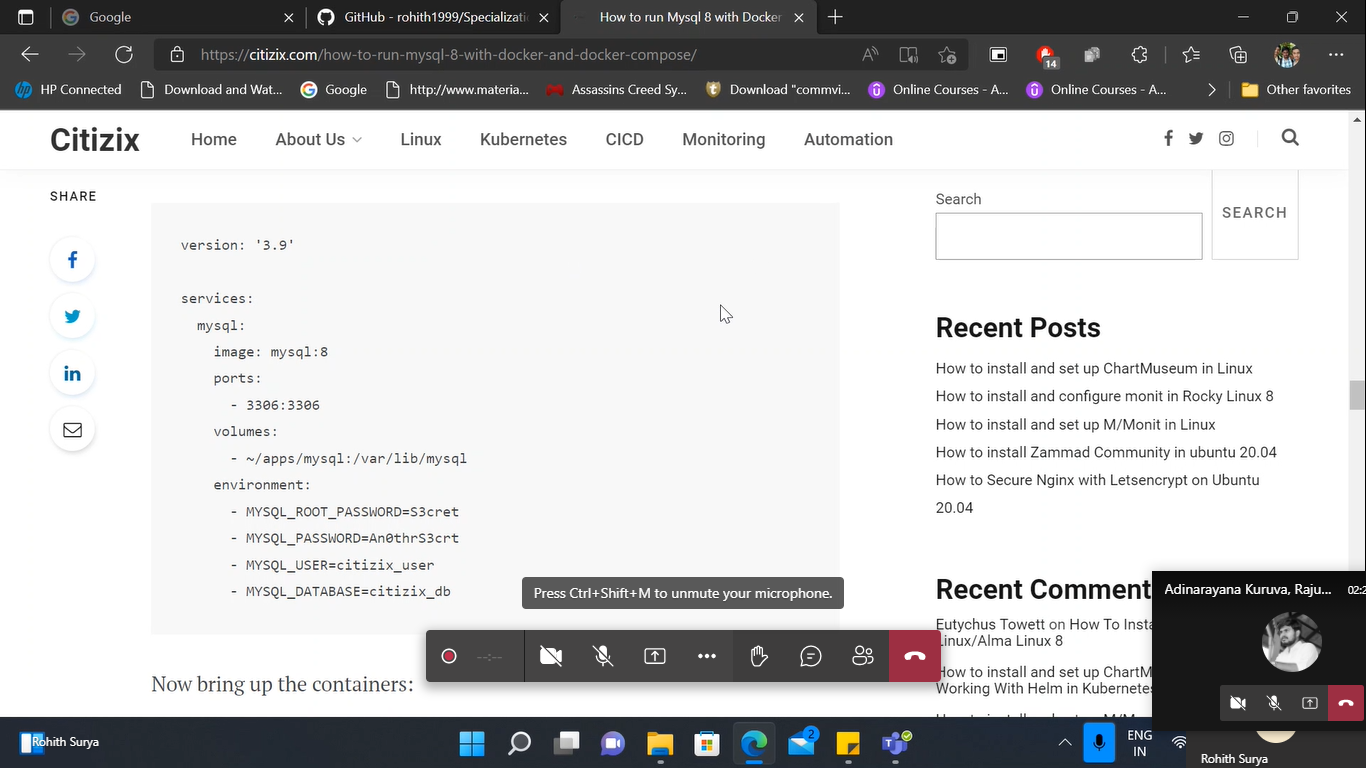 Google
GitHub - rohith1999/Specializati
How to run Mysql 8 with Docker
https://citizix.com/how-to-run-mysql-8-with-docker-and-docker-compose/
14
HP Connected
Download and Wat...
Google
http://www.materia...
Assassins Creed Sy...
Download "commvi...
Online Courses - A...
Online Courses - A...
Other favorites
Citizix
Home
About Us
Linux
Kubernetes
CICD
Monitoring
Automation
SHARE
version: '3.9'
services:
mysql:
image: mysql:8
ports:
- 3306:3306
volumes:
- ~/apps/mysql:/var/lib/mysql
environment:
- MYSQL_ROOT_PASSWORD=S3cret
- MYSQL_PASSWORD=An0thrS3crt
- MYSQL_USER=citizix_user
- MYSQL_DATABASE=citizix_db
Now bring up the containers:
Search
SEARCH
Recent Posts
How to install and set up ChartMuseum in Linux
How to install and configure monit in Rocky Linux 8
How to install and set up M/Monit in Linux
How to install Zammad Community in ubuntu 20.04
How to Secure Nginx with Letsencrypt on Ubuntu
20.04
Recent Comment
Eutychus Towett on How To Insta
Linux/Alma Linux 8
How to install and set up ChartM
Working With Helm in Kubernetes
Press Ctrl+Shift+M to unmute your microphone.
--:--
Adinarayana Kuruva, Raju... 02:2
Rohith Surya
2
ENG
IN
Rohith Surya